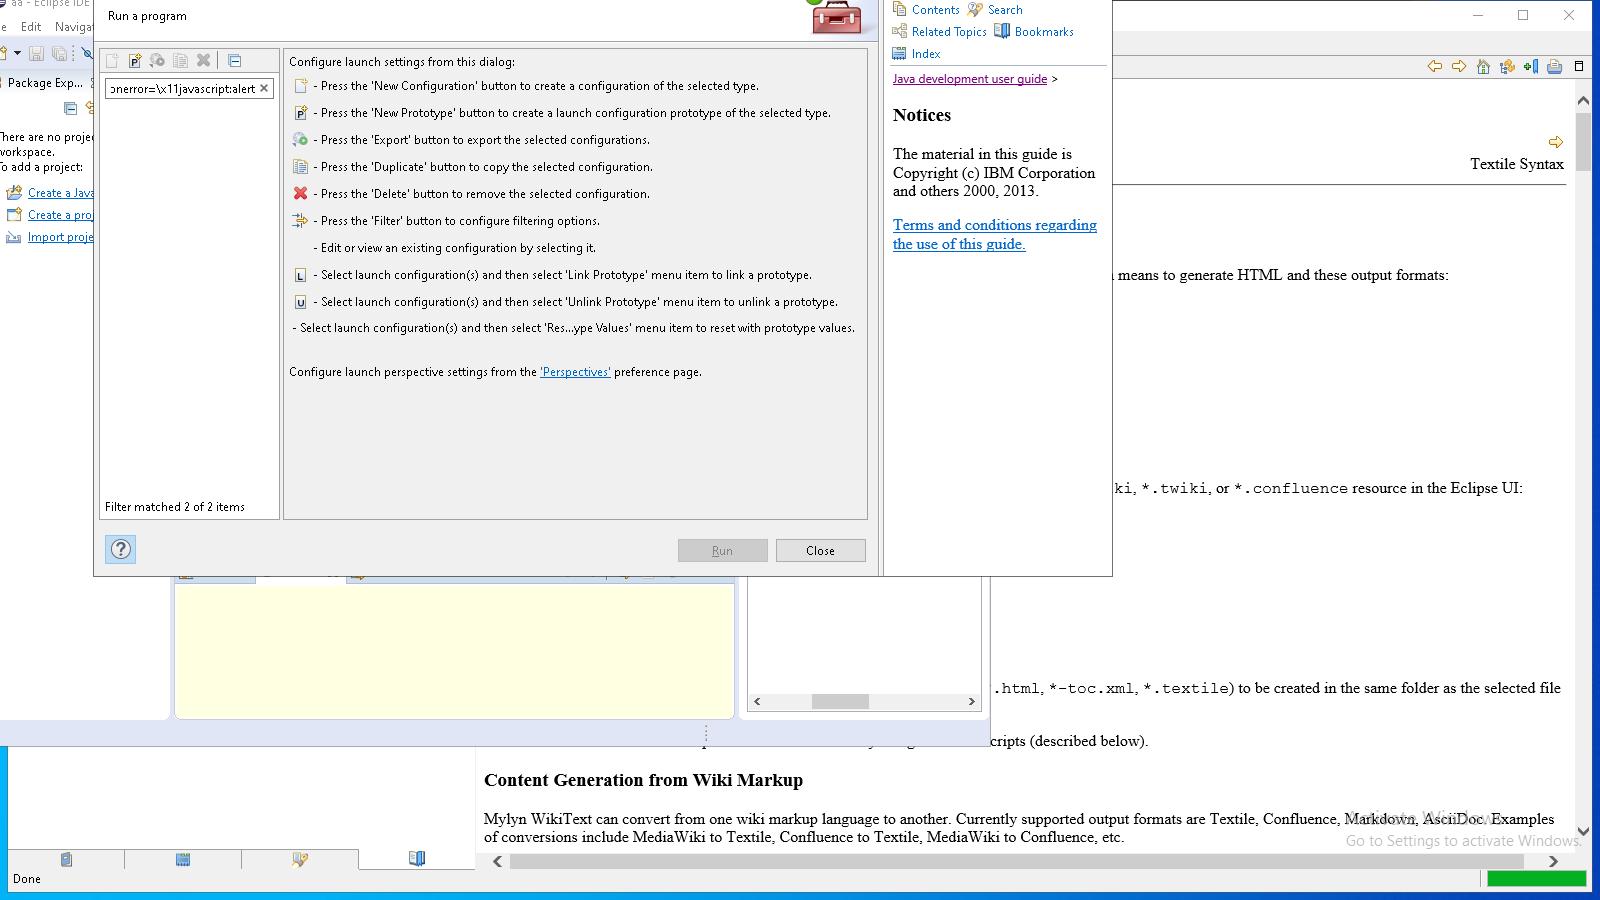 aa - Eclipse IDE
Edit Naviga
Package Exp...
There are no proje
workspace.
To add a project:
Create a Java
Create a pro
Import proje
Run a program
onerror=\x11javascript:alert
Filter matched 2 of 2 items
Configure launch settings from this dialog:
- Press the 'New Configuration' button to create a configuration of the selected type.
- Press the 'New Prototype' button to create a launch configuration prototype of the selected type.
- Press the 'Export' button to export the selected configurations.
- Press the 'Duplicate' button to copy the selected configuration.
- Press the 'Delete' button to remove the selected configuration.
- Press the 'Filter' button to configure filtering options.
- Edit or view an existing configuration by selecting it.
- Select launch configuration(s) and then select 'Link Prototype' menu item to link a prototype.
- Select launch configuration(s) and then select 'Unlink Prototype' menu item to unlink a prototype.
- Select launch configuration(s) and then select 'Res...ype Values' menu item to reset with prototype values.
Configure launch perspective settings from the 'Perspectives' preference page.
Run Close
Contents Search
Related Topics Bookmarks
Index
Java development user guide >
Notices
The material in this guide is
Copyright (c) IBM Corporation
and others 2000, 2013.
Terms and conditions regarding
the use of this guide.
Textile Syntax
means to generate HTML and these output formats:
ki, *.twiki, or *.confluence resource in the Eclipse UI:
.html, *-toc.xml, *.textile) to be created in the same folder as the selected file
cripts (described below).
Content Generation from Wiki Markup
Mylyn WikiText can convert from one wiki markup language to another. Currently supported output formats are Textile, Confluence, Markdown, AsciiDoc. Examples
of conversions include MediaWiki to Textile, Confluence to Textile, MediaWiki to Confluence, etc.
Activate Windows
Go to Settings to activate Windows.
Done